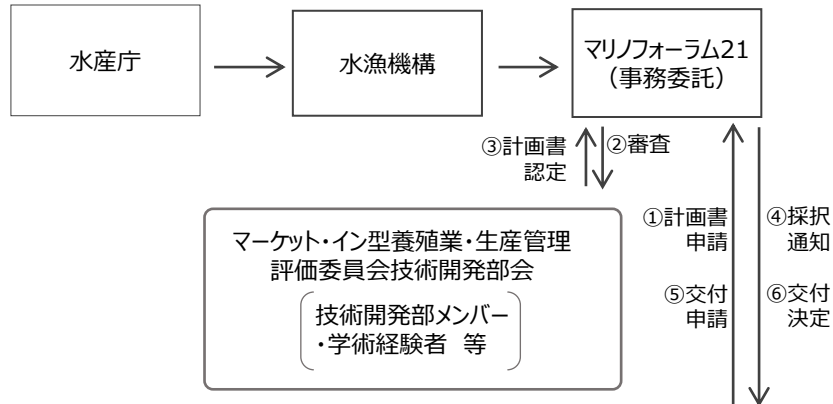 水産庁
水漁機構
マリノフォーラム21
（事務委託）
③計画書
認定
②審査
マーケット・イン型養殖業・生産管理
評価委員会技術開発部会
技術開発部メンバー
・学術経験者 等
①計画書
申請
④採択
通知
⑤交付
申請
⑥交付
決定